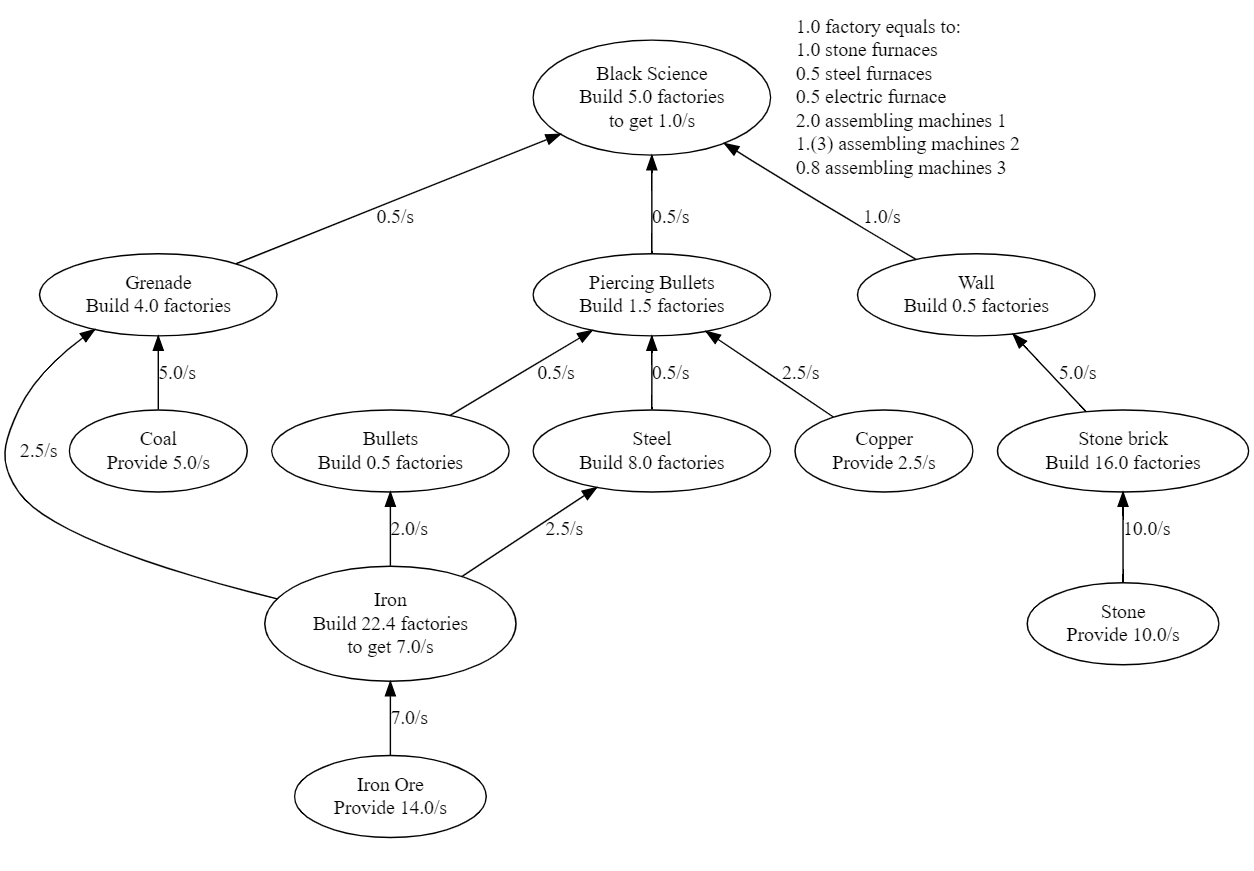 1.0 factory equals to:
1.0 stone furnaces
0.5 steel furnaces
0.5 electric furnace
2.0 assembling machines 1
1.(3) assembling machines 2
0.8 assembling machines 3
Black Science
Build 5.0 factories
to get 1.0/s
0.5/s
0.5/s
1.0/s
Grenade
Build 4.0 factories
Piercing Bullets
Build 1.5 factories
Wall
Build 0.5 factories
5.0/s
0.5/s
0.5/s
2.5/s
5.0/s
2.5/s
Coal
Provide 5.0/s
Bullets
Build 0.5 factories
Steel
Build 8.0 factories
Copper
Provide 2.5/s
Stone brick
Build 16.0 factories
2.0/s
2.5/s
10.0/s
Iron
Build 22.4 factories
to get 7.0/s
Stone
Provide 10.0/s
7.0/s
Iron Ore
Provide 14.0/s